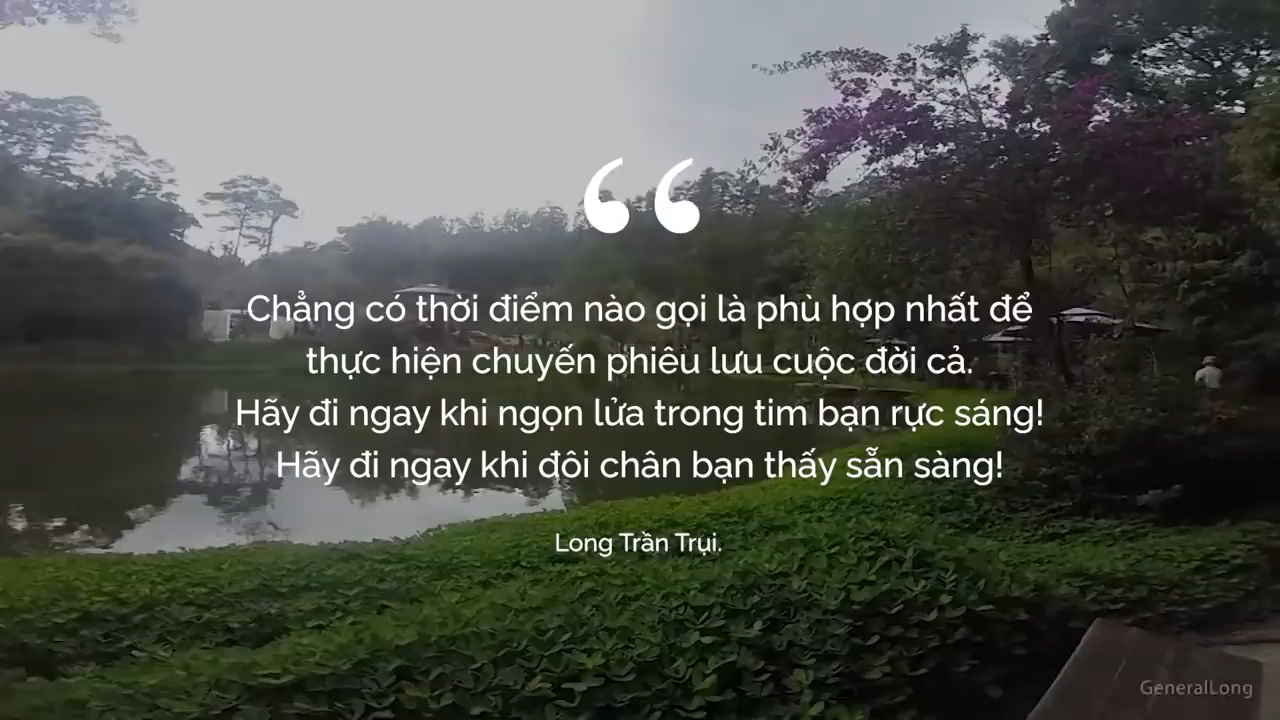 “
Chẳng có thời điểm nào gọi là phù hợp nhất để
thực hiện chuyến phiêu lưu cuộc đời cả.
Hãy đi ngay khi ngọn lửa trong tim bạn rực sáng!
Hãy đi ngay khi đôi chân bạn thấy sẵn sàng!
Long Trần Trụi.
GeneralLong